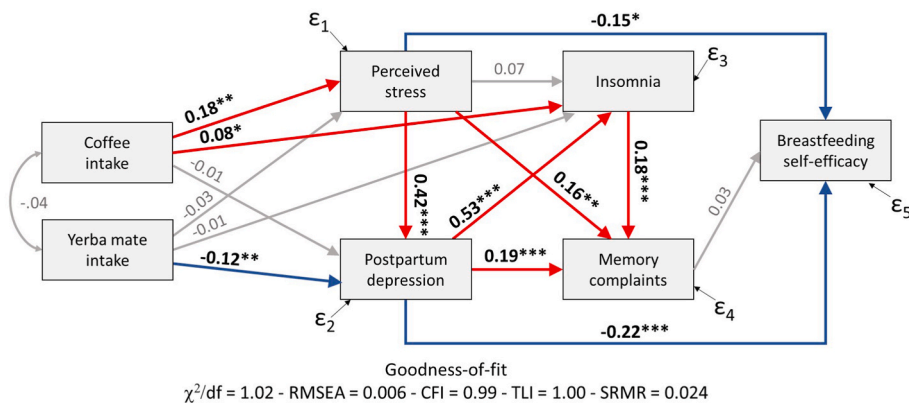 -0.15*
ε1
Perceived
stress
0.07
Insomnia
ε3
0.18**
0.08*
Coffee
intake
Breastfeeding
self-efficacy
-0.01
0.42****
0.53***
0.16**
0.18***
-.04
-0.03
-0.01
0.03
ε5
Yerba mate
intake
-0.12**
Postpartum
depression
0.19***
Memory
complaints
ε2
ε4
-0.22***
Goodness-of-fit
χ²/df = 1.02 - RMSEA = 0.006 - CFI = 0.99 - TLI = 1.00 - SRMR = 0.024